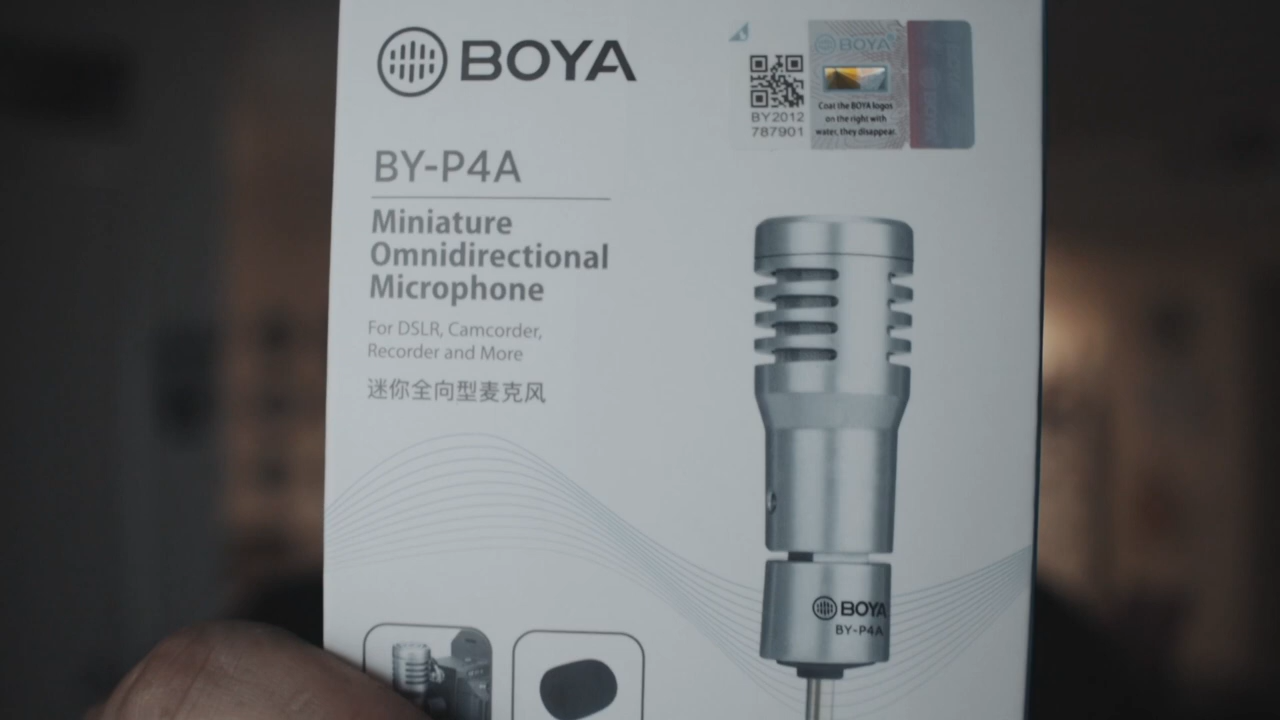 BOYA
BY-P4A
Miniature
Omnidirectional
Microphone
For DSLR, Camcorder,
Recorder and More
迷你全向型麦克风
BY2012
787901
BOYA
Coat the BOYA logos
on the right with
water, they disappear.
BOYA
BY-P4A